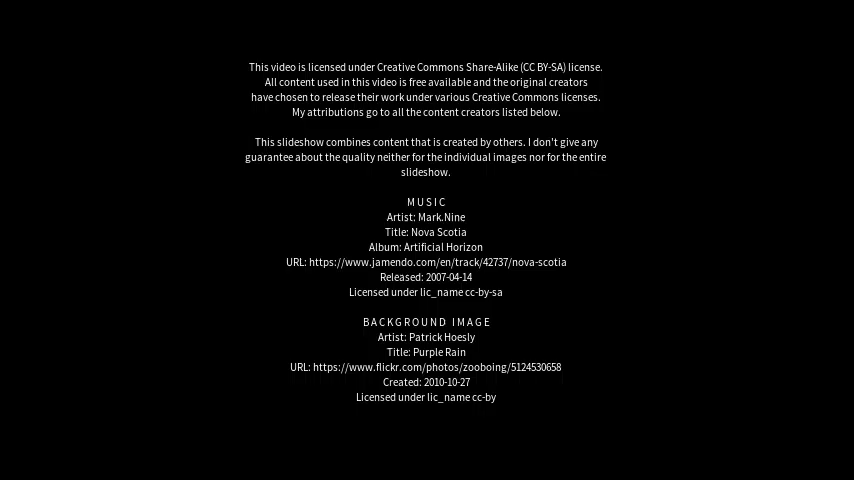 This video is licensed under Creative Commons Share-Alike (CC BY-SA) license.
All content used in this video is free available and the original creators
have chosen to release their work under various Creative Commons licenses.
My attributions go to all the content creators listed below.
This slideshow combines content that is created by others. I don't give any
guarantee about the quality neither for the individual images nor for the entire
slideshow.
MUSIC
Artist: Mark.Nine
Title: Nova Scotia
Album: Artificial Horizon
URL: https://www.jamendo.com/en/track/42737/nova-scotia
Released: 2007-04-14
Licensed under lic_name cc-by-sa
BACKGROUND IMAGE
Artist: Patrick Hoesly
Title: Purple Rain
URL: https://www.flickr.com/photos/zooboing/5124530658
Created: 2010-10-27
Licensed under lic_name cc-by